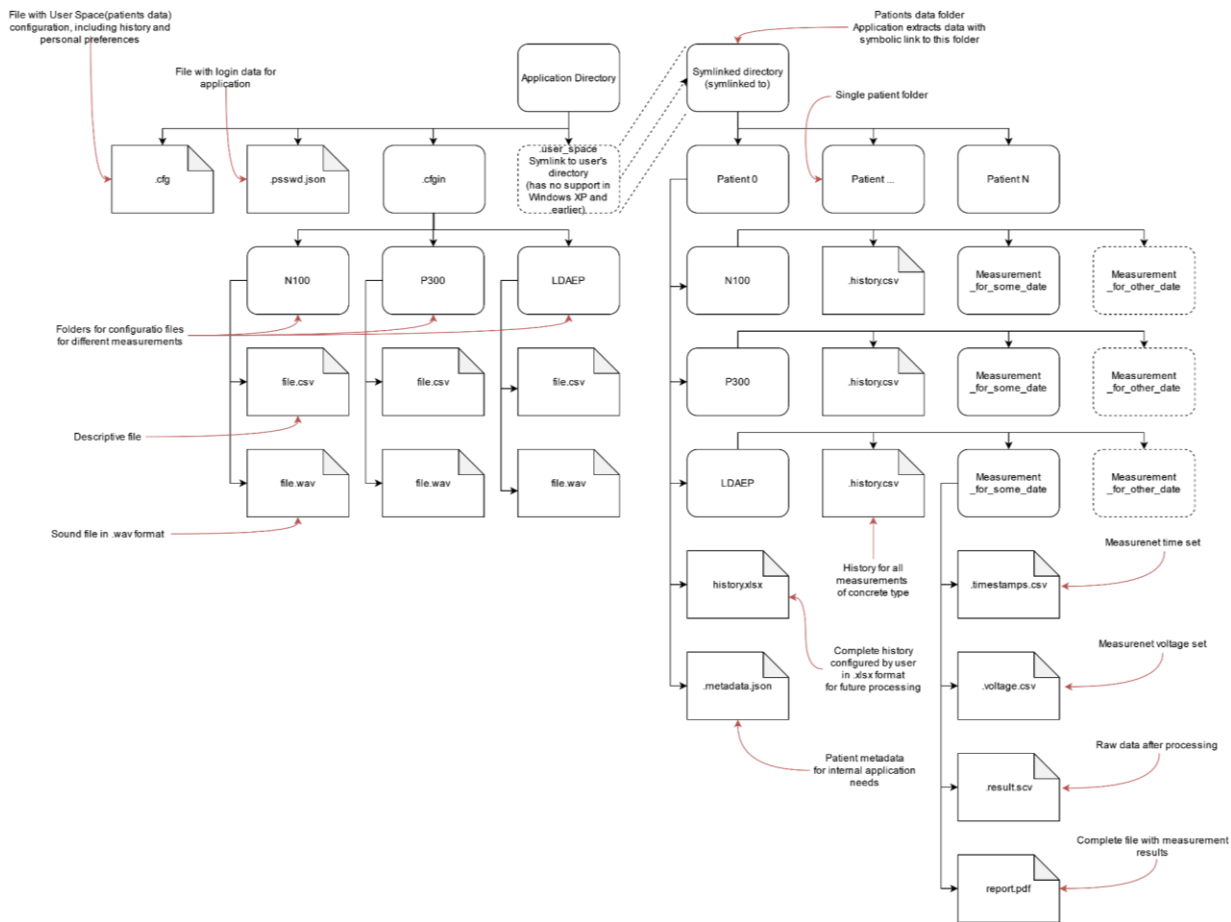 File with User Space(patients data)
configuration, including history and
personal preferences
Pationts data folder
Application extracts data with
symbolic link to this folder
File with login data for
application
Application Directory
Symlinked directory
(symlinked to)
Single patient folder
.cfg
.psswd.json
.cfgin
.user_space
Symlink to user's
directory
(has no support in
Windows XP and
earlier)
Patient 0
Patient ...
Patient N
N100
P300
LDAEP
N100
.history.csv
Measurement
_for_some_date
Measurement
_for_other_date
Folders for configuratio files
for different measurements
file.csv
file.csv
file.csv
P300
.history.csv
Measurement
_for_some_date
Measurement
_for_other_date
Descriptive file
file.wav
file.wav
file.wav
LDAEP
.history.csv
Measurement
_for_some_date
Measurement
_for_other_date
Sound file in .wav format
history.xlsx
History for all
measurements
of concrete type
.timestamps.csv
Measurenet time set
Complete history
configured by user
in .xlsx format
for future processing
.metadata.json
.voltage.csv
Measurenet voltage set
Patient metadata
for internal application
needs
.result.scv
Raw data after processing
report.pdf
Complete file with measurement
results